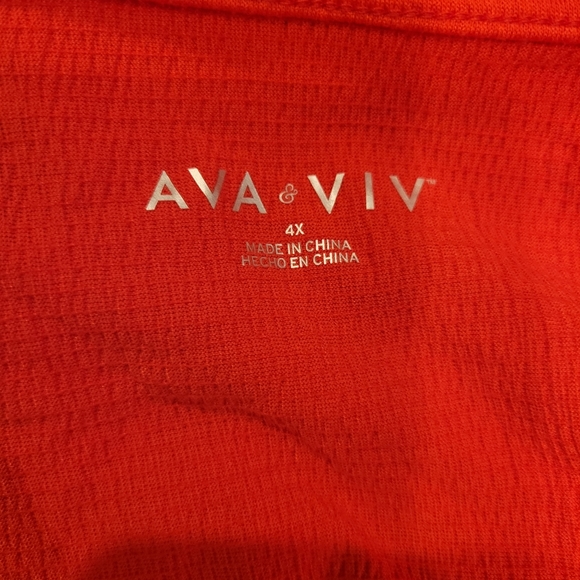 AVA & VIV™
4X
MADE IN CHINA
HECHO EN CHINA